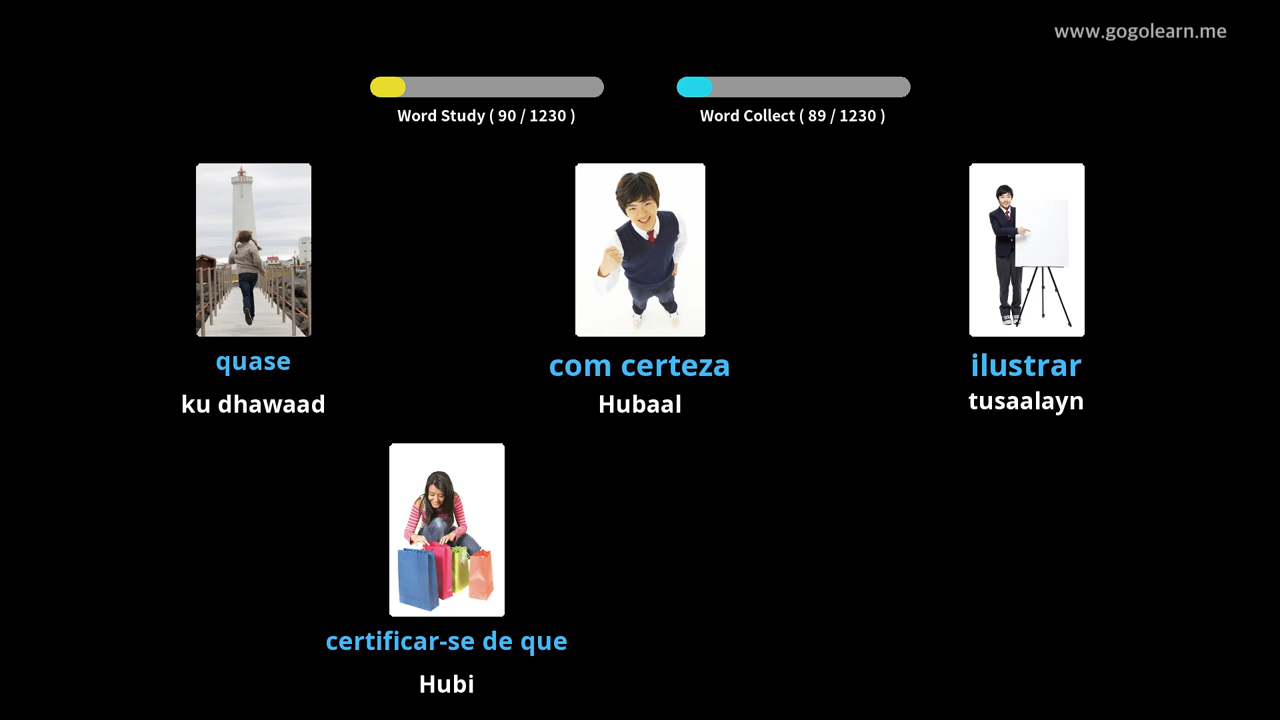 www.gogolearn.me
Word Study ( 90 / 1230 )
Word Collect ( 89 / 1230 )
quase
ku dhawaad
com certeza
Hubaal
ilustrar
tusaalayn
certificar-se de que
Hubi